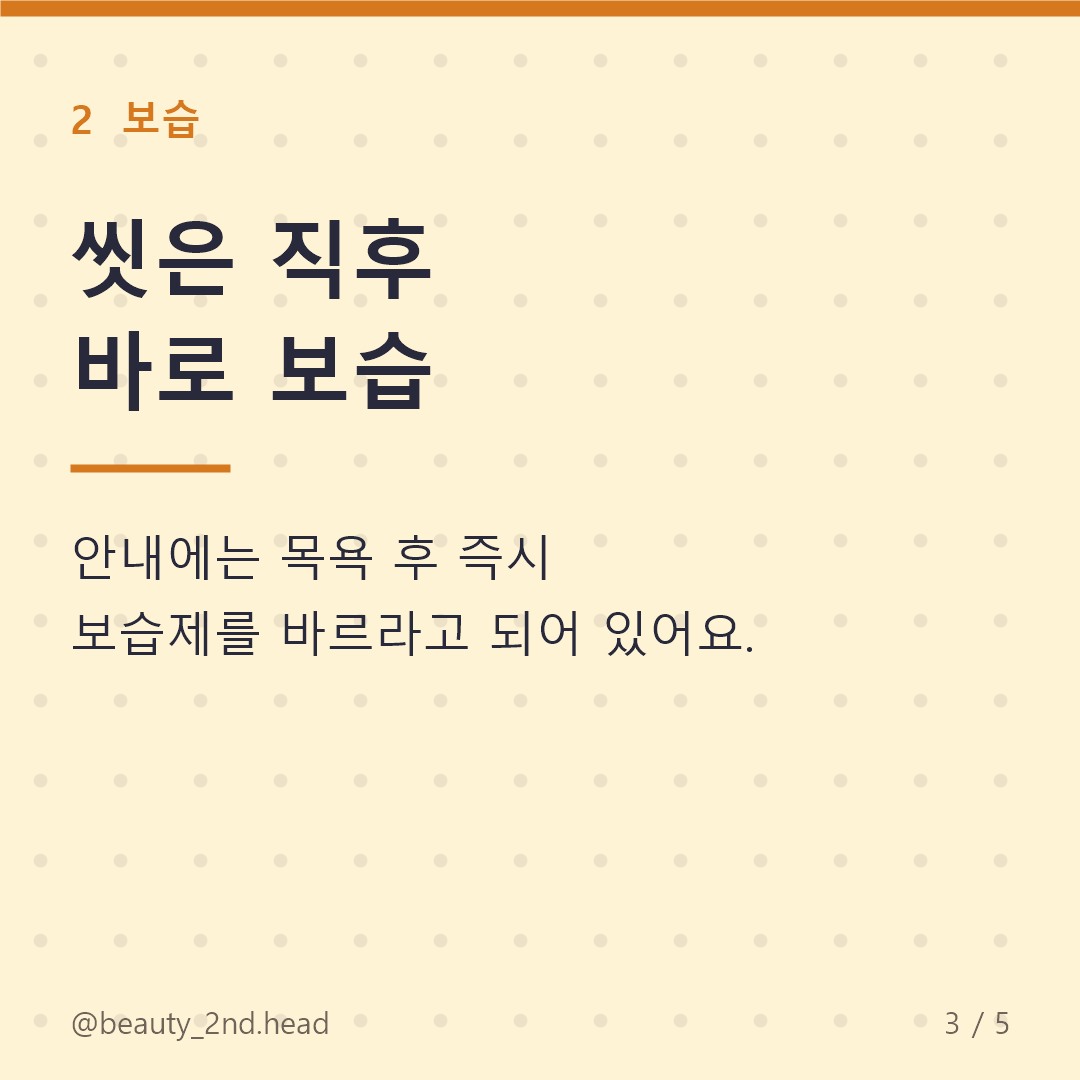 2 보습
씻은 직후
바로 보습
안내에는 목욕 후 즉시
보습제를 바르라고 되어 있어요.
@beauty_2nd.head
3 / 5